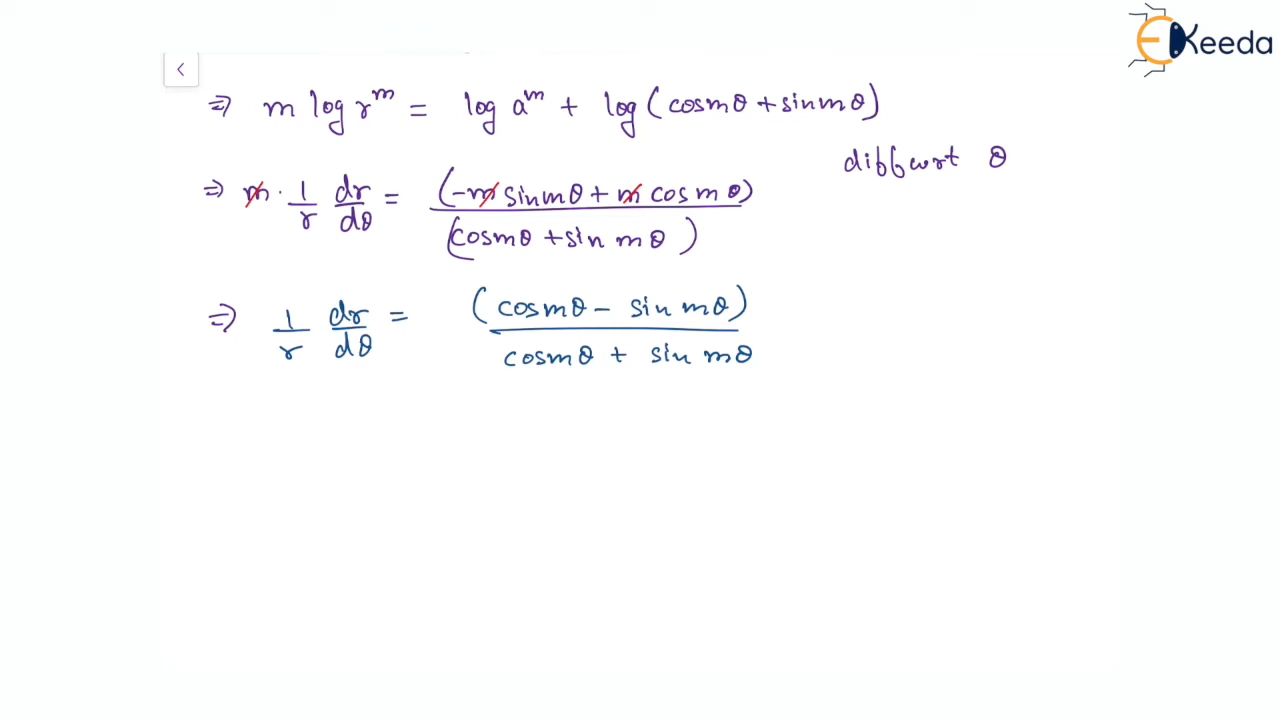 EKeeda
⇒ m log r^m = log a^m + log (cos mθ + sin mθ)
diff wrt θ
⇒ m · 1/r dr/dθ = (-m sin mθ + m cos mθ) / (cos mθ + sin mθ)
⇒ 1/r dr/dθ = (cos mθ - sin mθ) / cos mθ + sin mθ